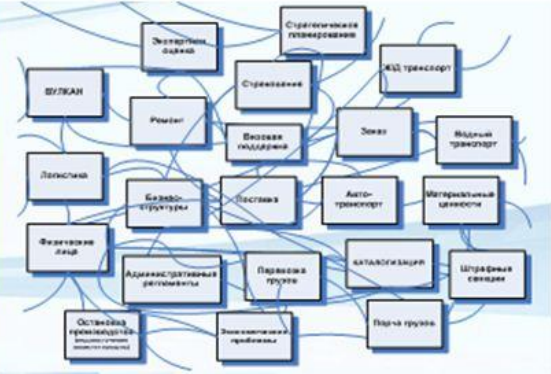 Стратегическое
планирование
Экспертная
оценка
Ж/Д транспорт
Страхование
ВУЛКАН
Ремонт
Заказ
Визовая
поддержка
Водный
транспорт
Логистика
Бизнес-
структуры
Поставка
Авто-
транспорт
Материальные
ценности
Физические
лица
Административные
регламенты
Перевозка
грузов
Каталогизация
Штрафные
санкции
Остановка
производства
Экономические
проблемы
Порча грузов